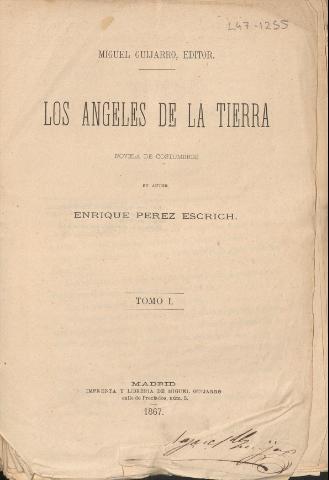 147-1255
MIGUEL GUIJARRO, EDITOR.
LOS ANGELES DE LA TIERRA
NOVELA DE COSTUMBRES
SU AUTOR
ENRIQUE PEREZ ESCRICH.
TOMO I.
MADRID
IMPRENTA Y LIBRERIA DE MIGUEL GUIJARRO
calle de Preciados, núm. 5.
1867.